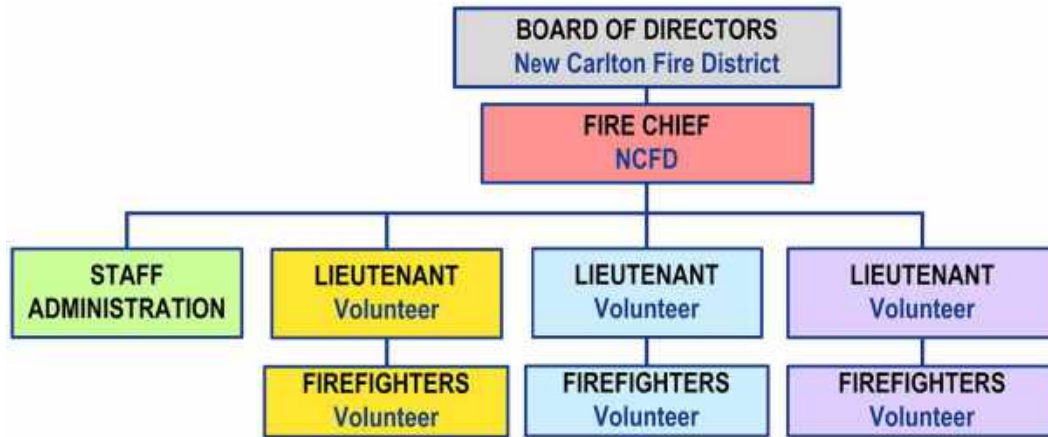 BOARD OF DIRECTORS
New Carlton Fire District
FIRE CHIEF
NCFD
STAFF
ADMINISTRATION
LIEUTENANT
Volunteer
LIEUTENANT
Volunteer
LIEUTENANT
Volunteer
FIREFIGHTERS
Volunteer
FIREFIGHTERS
Volunteer
FIREFIGHTERS
Volunteer